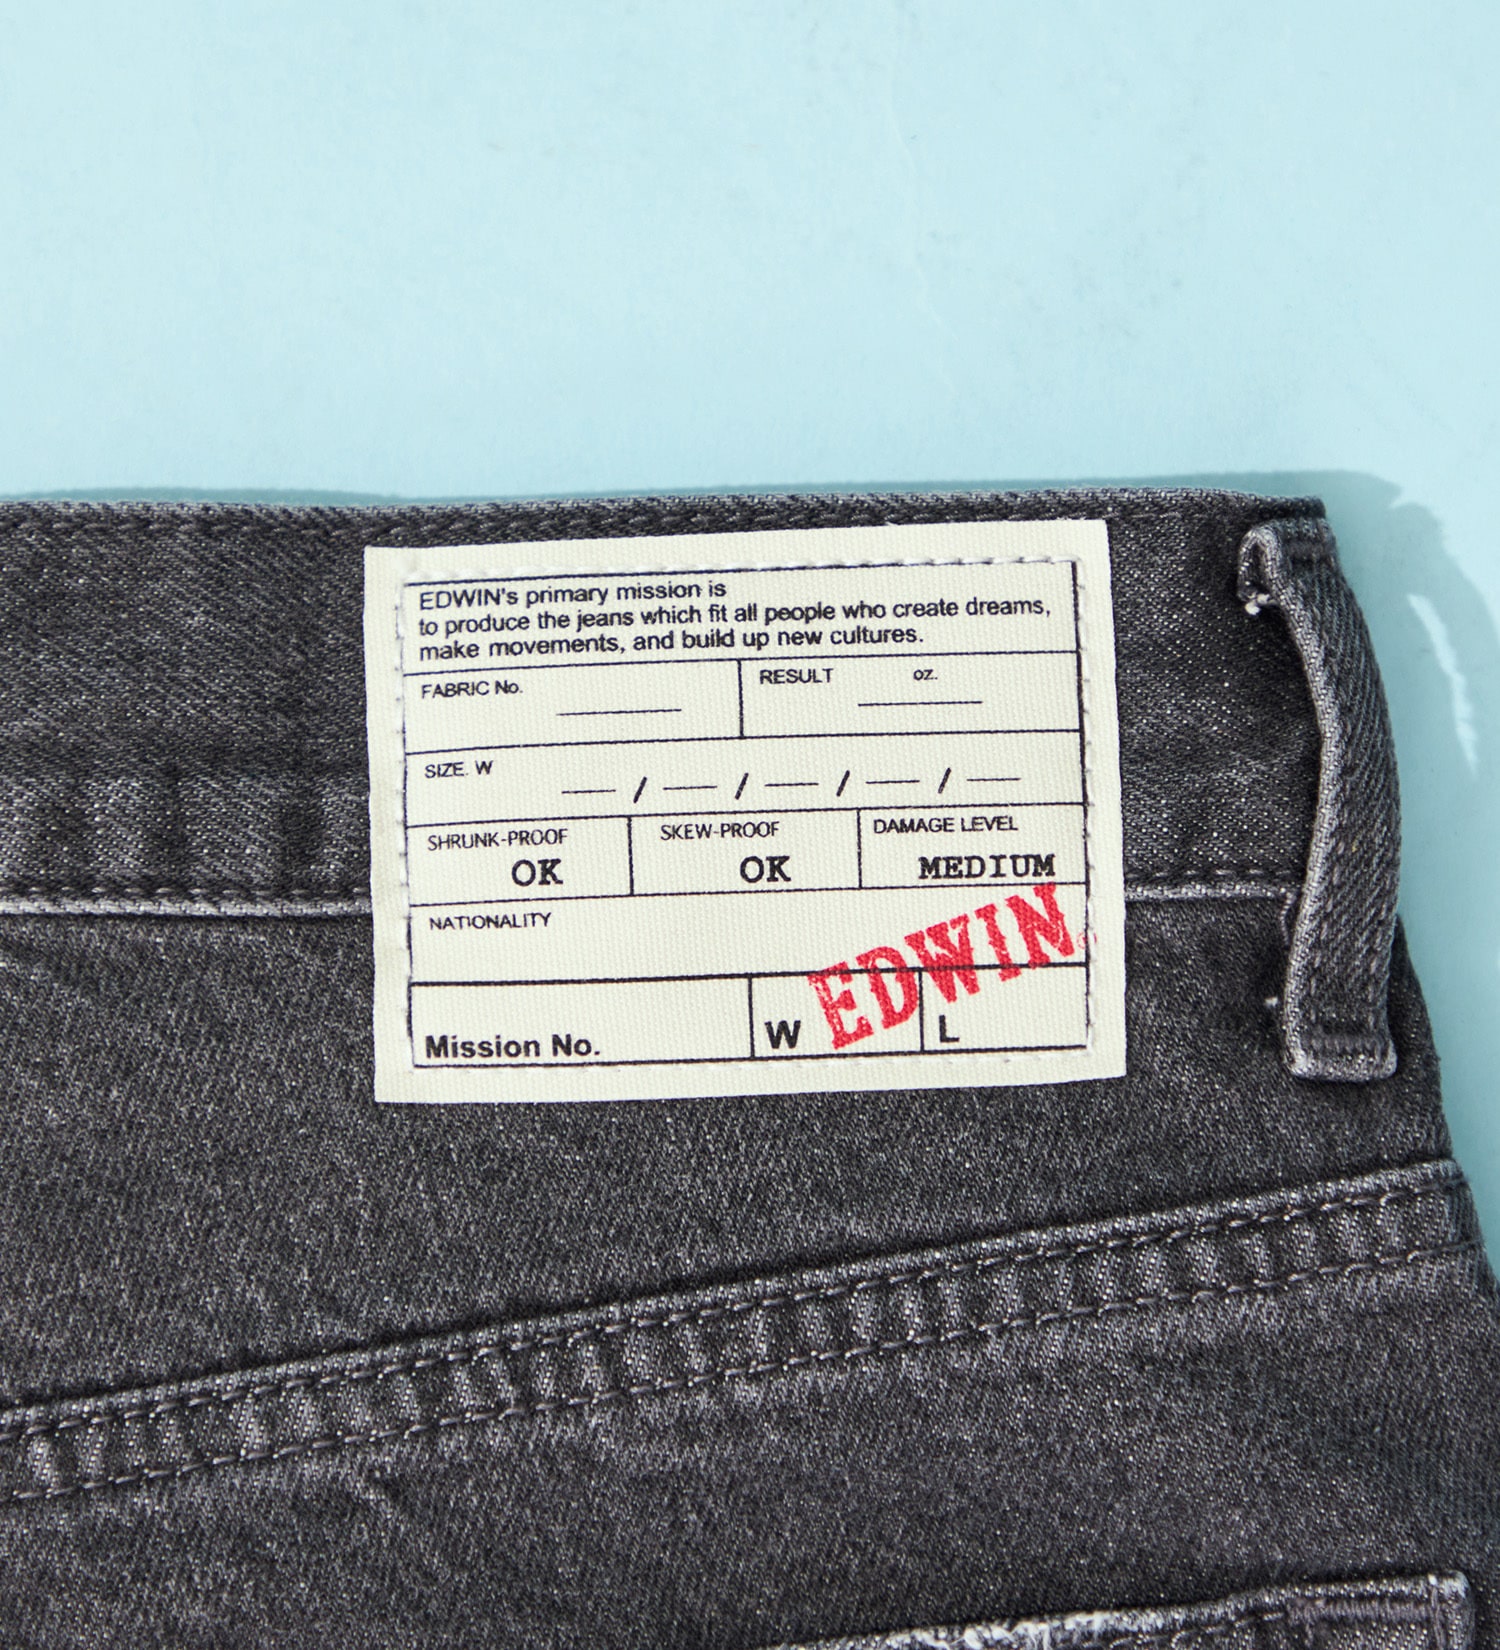 EDWIN's primary mission is
to produce the jeans which fit all people who create dreams,
make movements, and build up new cultures.
FABRIC No.
RESULT oz.
SIZE. W / / / /
SHRUNK-PROOF
OK
SKEW-PROOF
OK
DAMAGE LEVEL
MEDIUM
NATIONALITY
EDWIN
Mission No.
W
L